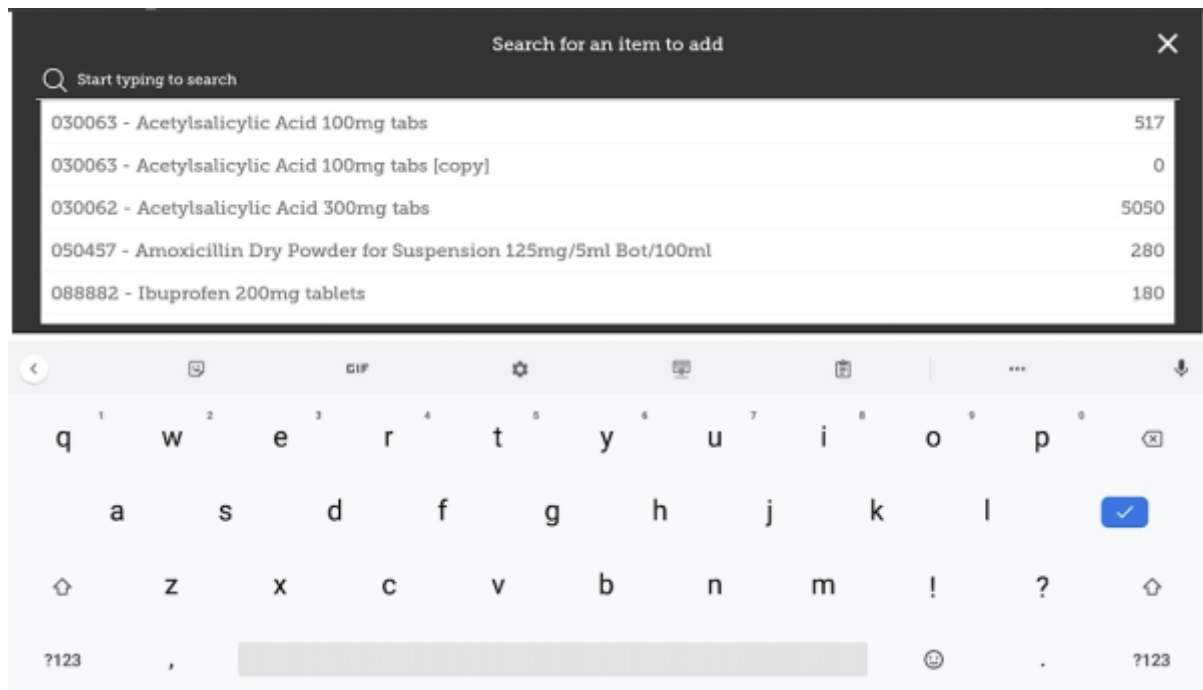 Search for an item to add
Start typing to search
030063 - Acetylsalicylic Acid 100mg tabs 517
030063 - Acetylsalicylic Acid 100mg tabs [copy] 0
030062 - Acetylsalicylic Acid 300mg tabs 5050
050457 - Amoxicillin Dry Powder for Suspension 125mg/5ml Bot/100ml 280
088882 - Ibuprofen 200mg tablets 180
GIF
1 2 3 4 5 6 7 8 9 0
q w e r t y u i o p
a s d f g h j k l
z x c v b n m ! ?
?123 , . ?123